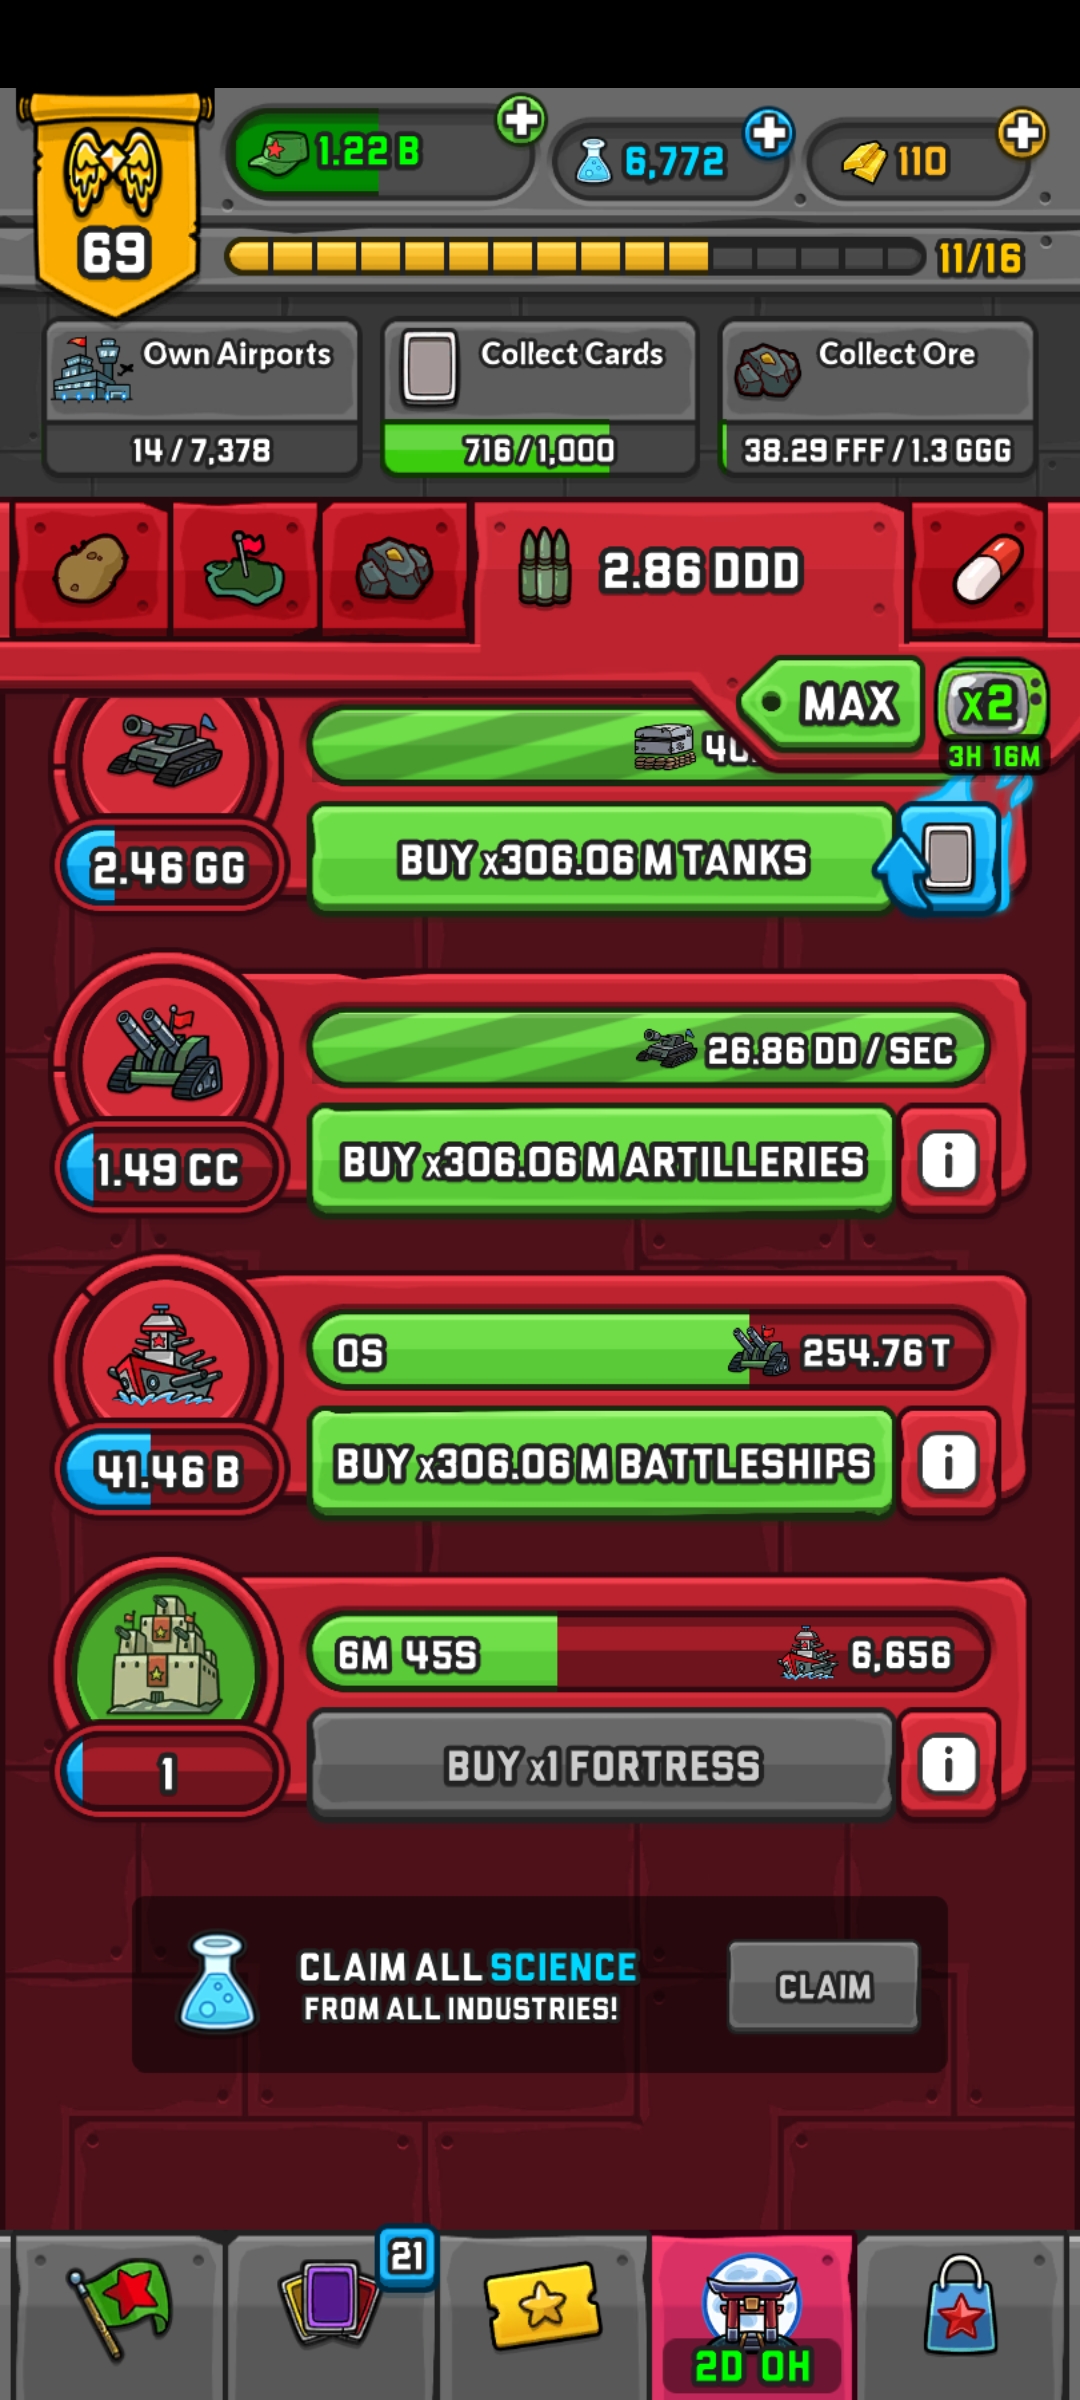 69
1.22 B
6,772
110
11/16
Own Airports
Collect Cards
Collect Ore
14 / 7,378
716 / 1,000
38.29 FFF / 1.3 GGG
2.86 DDD
MAX
x2
3H 16M
2.46 GG
BUY x306.06 M TANKS
26.86 DD / SEC
1.49 CC
BUY x306.06 M ARTILLERIES
0S
254.76 T
41.46 B
BUY x306.06 M BATTLESHIPS
6M 45S
6,656
1
BUY x1 FORTRESS
CLAIM ALL SCIENCE
FROM ALL INDUSTRIES!
CLAIM
21
2D 0H